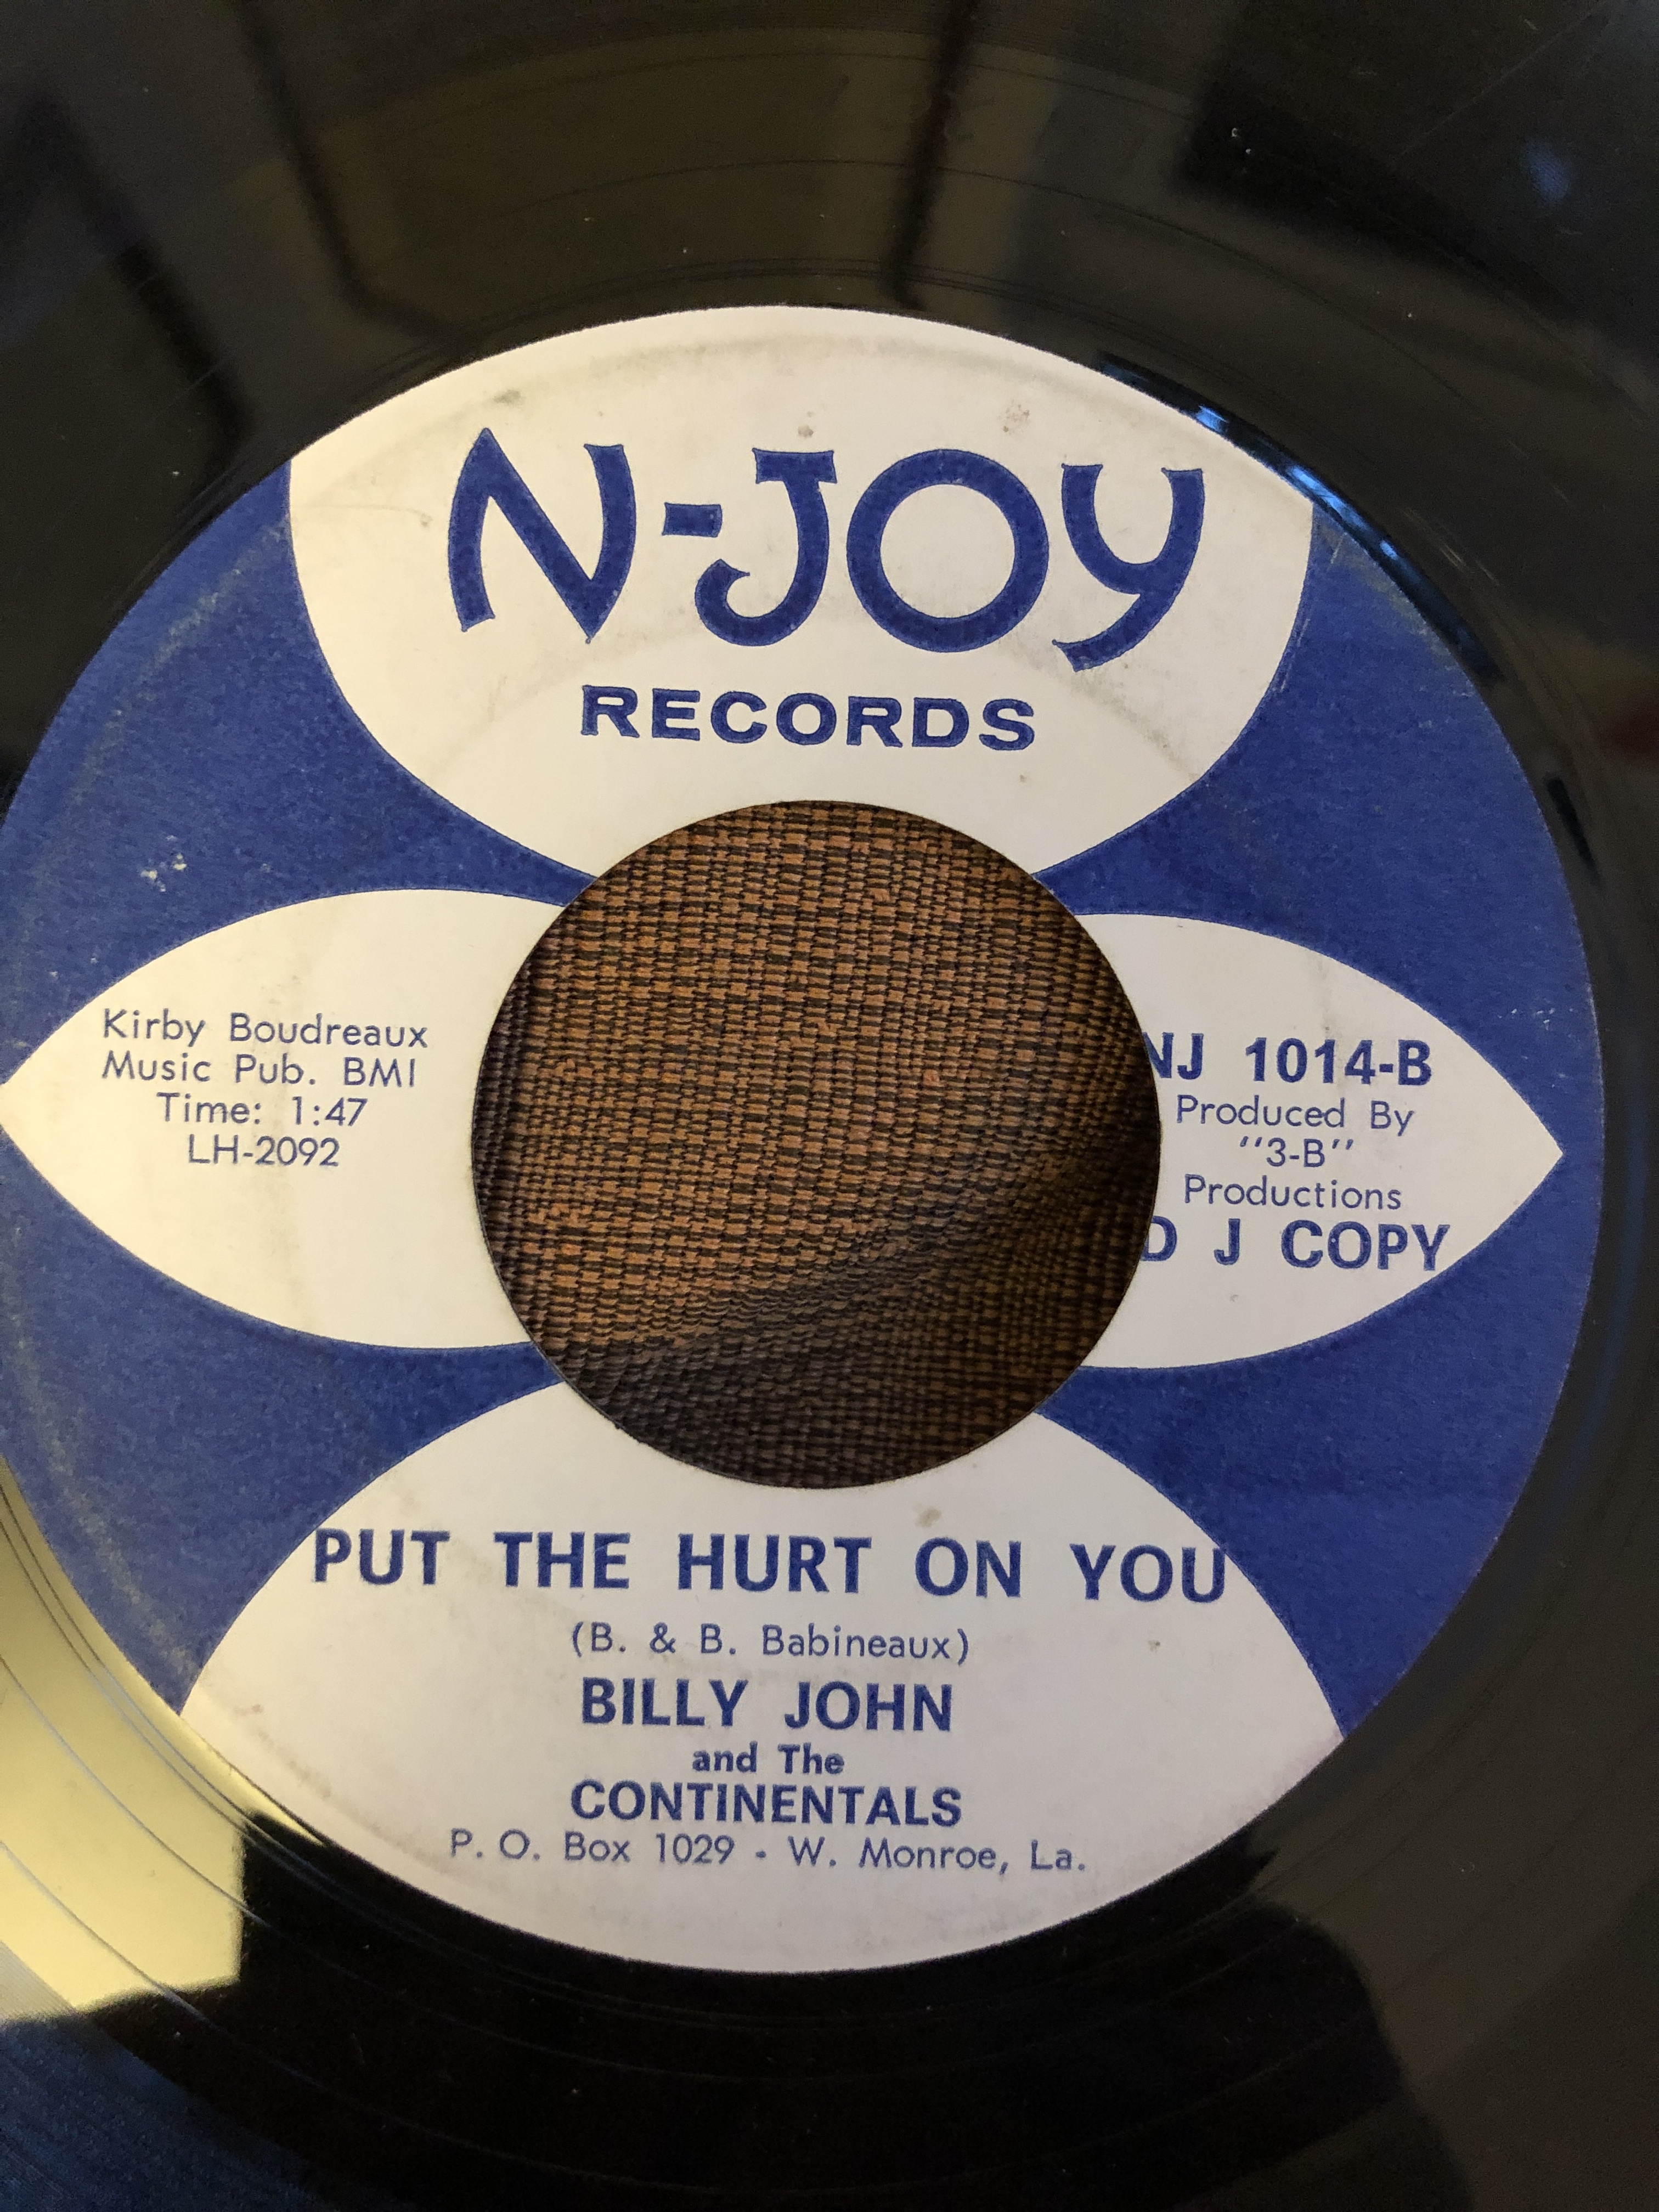 N-JOY
RECORDS
Kirby Boudreaux
Music Pub. BMI
Time: 1:47
LH-2092
NJ 1014-B
Produced By
"3-B"
Productions
D J COPY
PUT THE HURT ON YOU
(B. & B. Babineaux)
BILLY JOHN
and The
CONTINENTALS
P. O. Box 1029 - W. Monroe, La.